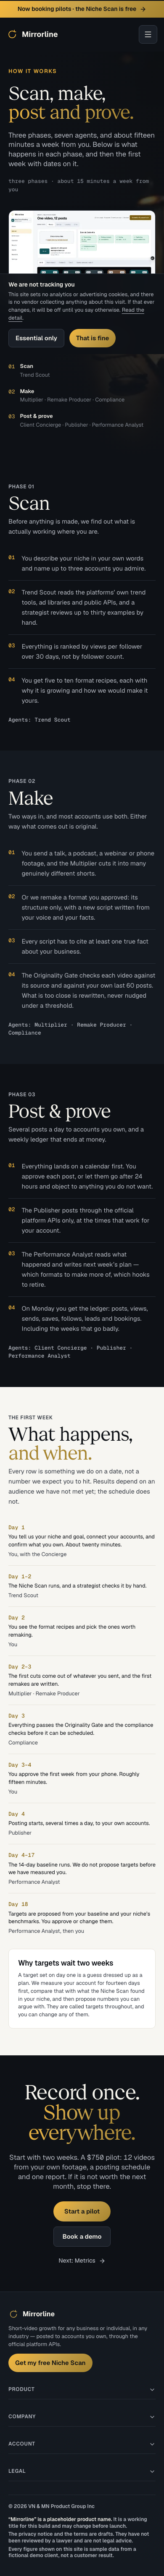 Now booking pilots · the Niche Scan is free →
Mirrorline
HOW IT WORKS
Scan, make,
post and prove.
Three phases, seven agents, and about fifteen
minutes a week from you. Below is what
happens in each phase, and then the first
week with dates on it.
three phases · about 15 minutes a week from
you
One video, 12 posts
We are not tracking you
This site sets no analytics or advertising cookies, and there
is no vendor collecting anything about this visit. If that ever
changes, it will be off until you say otherwise. Read the
detail.
Essential only
That is fine
01 Scan
Trend Scout
02 Make
Multiplier · Remake Producer · Compliance
03 Post & prove
Client Concierge · Publisher · Performance Analyst
PHASE 01
Scan
Before anything is made, we find out what is
actually working where you are.
01 You describe your niche in your own words
and name up to three accounts you admire.
02 Trend Scout reads the platforms' own trend
tools, ad libraries and public APIs, and a
strategist reviews up to thirty examples by
hand.
03 Everything is ranked by views per follower
over 30 days, not by follower count.
04 You get five to ten format recipes, each with
why it is growing and how we would make it
yours.
Agents: Trend Scout
PHASE 02
Make
Two ways in, and most accounts use both. Either
way what comes out is original.
01 You send a talk, a podcast, a webinar or phone
footage, and the Multiplier cuts it into many
genuinely different shorts.
02 Or we remake a format you approved: its
structure only, with a new script written from
your voice and your facts.
03 Every script has to cite at least one true fact
about your business.
04 The Originality Gate checks each video against
its source and against your own last 60 posts.
What is too close is rewritten, never nudged
under a threshold.
Agents: Multiplier · Remake Producer ·
Compliance
PHASE 03
Post & prove
Several posts a day on accounts you own, and a
weekly ledger that ends at money.
01 Everything lands on a calendar first. You
approve each post, or let them go after 24
hours and object to anything you do not want.
02 The Publisher posts through the official
platform APIs only, at the times that work for
your account.
03 The Performance Analyst reads what
happened and writes next week's plan —
which formats to make more of, which hooks
to retire.
04 On Monday you get the ledger: posts, views,
sends, saves, follows, leads and bookings.
Including the weeks that go badly.
Agents: Client Concierge · Publisher ·
Performance Analyst
THE FIRST WEEK
What happens,
and when.
Every row is something we do on a date, not a
number we expect you to hit. Results depend on an
audience we have not met yet; the schedule does
not.
Day 1
You tell us your niche and goal, connect your accounts, and
confirm what you own. About twenty minutes.
You, with the Concierge
Day 1–2
The Niche Scan runs, and a strategist checks it by hand.
Trend Scout
Day 2
You see the format recipes and pick the ones worth
remaking.
You
Day 2–3
The first cuts come out of whatever you sent, and the first
remakes are written.
Multiplier · Remake Producer
Day 3
Everything passes the Originality Gate and the compliance
checks before it can be scheduled.
Compliance
Day 3–4
You approve the first week from your phone. Roughly
fifteen minutes.
You
Day 4
Posting starts, several times a day, to your own accounts.
Publisher
Day 4–17
The 14-day baseline runs. We do not propose targets before
we have measured you.
Performance Analyst
Day 18
Targets are proposed from your baseline and your niche's
benchmarks. You approve or change them.
Performance Analyst, then you
Why targets wait two weeks
A target set on day one is a guess dressed up as a
plan. We measure your account for fourteen days
first, compare that with what the Niche Scan found
in your niche, and then propose numbers you can
argue with. They are called targets throughout, and
you can change any of them.
Record once.
Show up
everywhere.
Start with two weeks. A $750 pilot: 12 videos
from your own footage, a posting schedule
and one report. If it is not worth the next
month, stop there.
Start a pilot
Book a demo
Next: Metrics →
Mirrorline
Short-video growth for any business or individual, in any
industry — posted to accounts you own, through the
official platform APIs.
Get my free Niche Scan
PRODUCT
COMPANY
ACCOUNT
LEGAL
© 2026 VN & MN Product Group Inc
"Mirrorline" is a placeholder product name. It is a working
title for this build and may change before launch.
The privacy notice and the terms are drafts. They have not
been reviewed by a lawyer and are not legal advice.
Every figure shown on this site is sample data from a
fictional demo client, not a customer result.